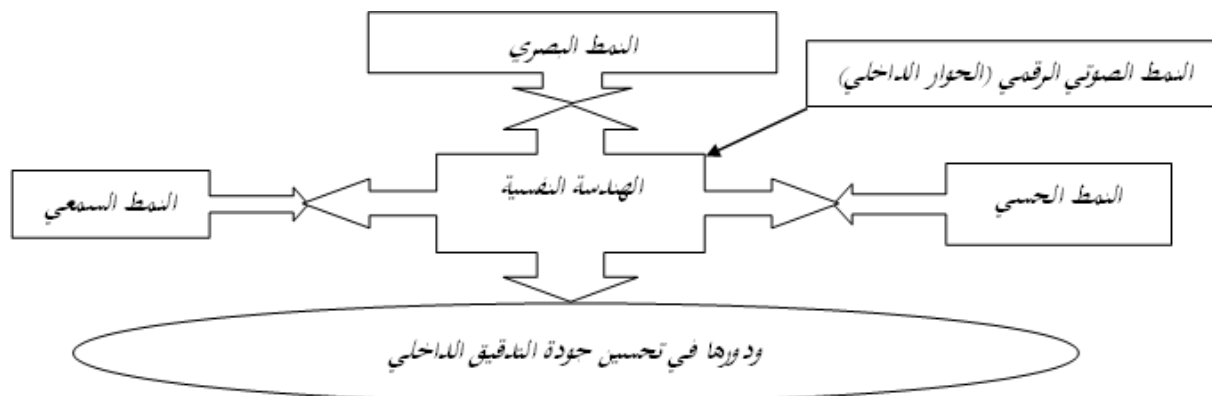 النمط البصري
النمط الصوتي الرقمي (الحوار الداخلي)
الهندسة النفسية
النمط الحسي
النمط السمعي
ودورها في تحسين جودة التدقيق الداخلي